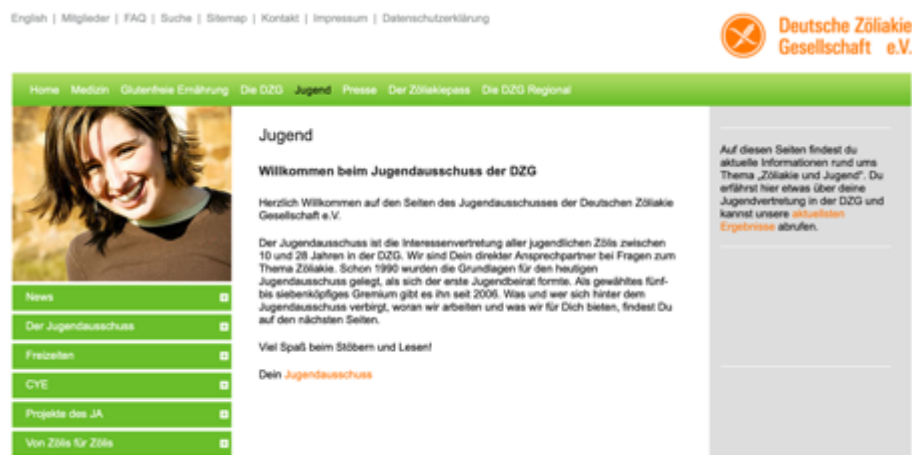 English | Mitglieder | FAQ | Suche | Sitemap | Kontakt | Impressum | Datenschutzerklärung
Deutsche Zöliakie
Gesellschaft e.V.
Home Medizin Glutenfreie Ernährung Die DZG Jugend Presse Der Zöliakiepass Die DZG Regional
Jugend
Willkommen beim Jugendausschuss der DZG
Herzlich Willkommen auf den Seiten des Jugendausschusses der Deutschen Zöliakie
Gesellschaft e.V.
Der Jugendausschuss ist die Interessenvertretung aller jugendlichen Zölis zwischen
10 und 28 Jahren in der DZG. Wir sind Dein direkter Ansprechpartner bei Fragen zum
Thema Zöliakie. Schon 1990 wurden die Grundlagen für den heutigen
Jugendausschuss gelegt, als sich der erste Jugendbeirat formte. Als gewähltes fünf-
bis siebenköpfiges Gremium gibt es ihn seit 2006. Was und wer sich hinter dem
Jugendausschuss verbirgt, woran wir arbeiten und was wir für Dich bieten, findest Du
auf den nächsten Seiten.
Viel Spaß beim Stöbern und Lesen!
Dein Jugendausschuss
News
Der Jugendausschuss
Freizeiten
CYE
Projekte des JA
Von Zölis für Zölis
Auf diesen Seiten findest du
aktuelle Informationen rund ums
Thema „Zöliakie und Jugend". Du
erfährst hier etwas über deine
Jugendvertretung in der DZG und
kannst unsere aktuellsten
Ergebnisse abrufen.